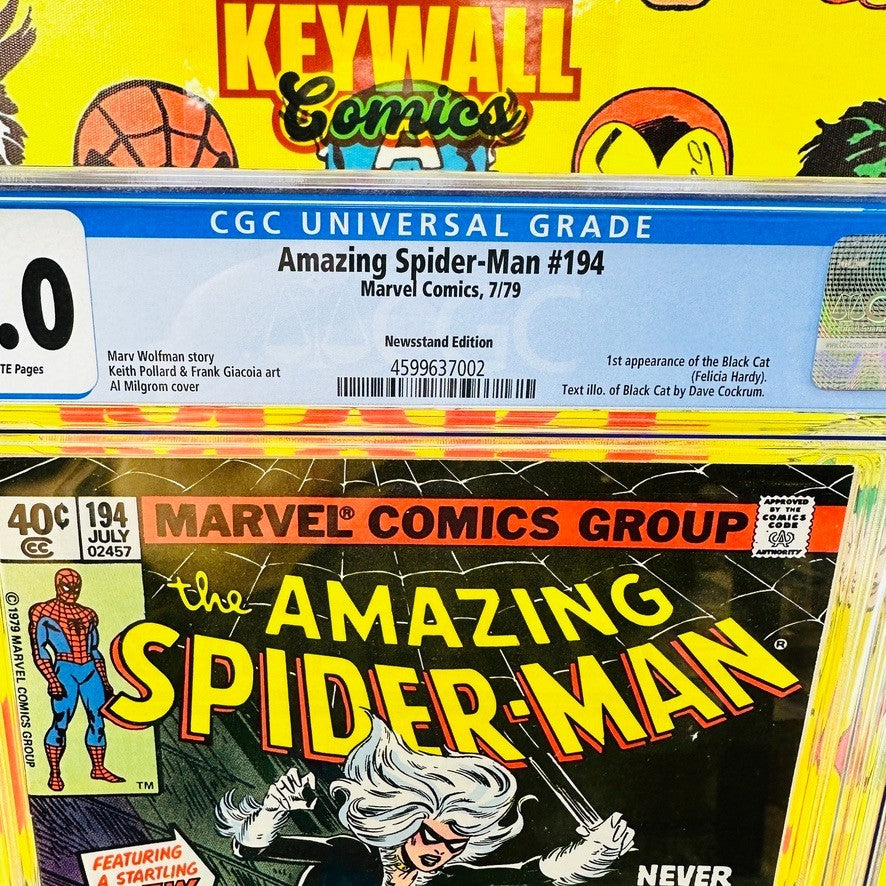 KEYWALL
Comics
CGC UNIVERSAL GRADE
Amazing Spider-Man #194
Marvel Comics, 7/79
.0
TE Pages
Newsstand Edition
4599637002
Marv Wolfman story
Keith Pollard & Frank Giacoia art
Al Milgrom cover
1st appearance of the Black Cat
(Felicia Hardy).
Text illo. of Black Cat by Dave Cockrum.
40¢
CC
194
JULY
02457
MARVEL® COMICS GROUP
APPROVED
BY THE
COMICS
CODE
CA
AUTHORITY
© 1979 MARVEL COMICS GROUP
TM
the AMAZING
SPIDER-MAN®
FEATURING
A STARTLING
NEVER